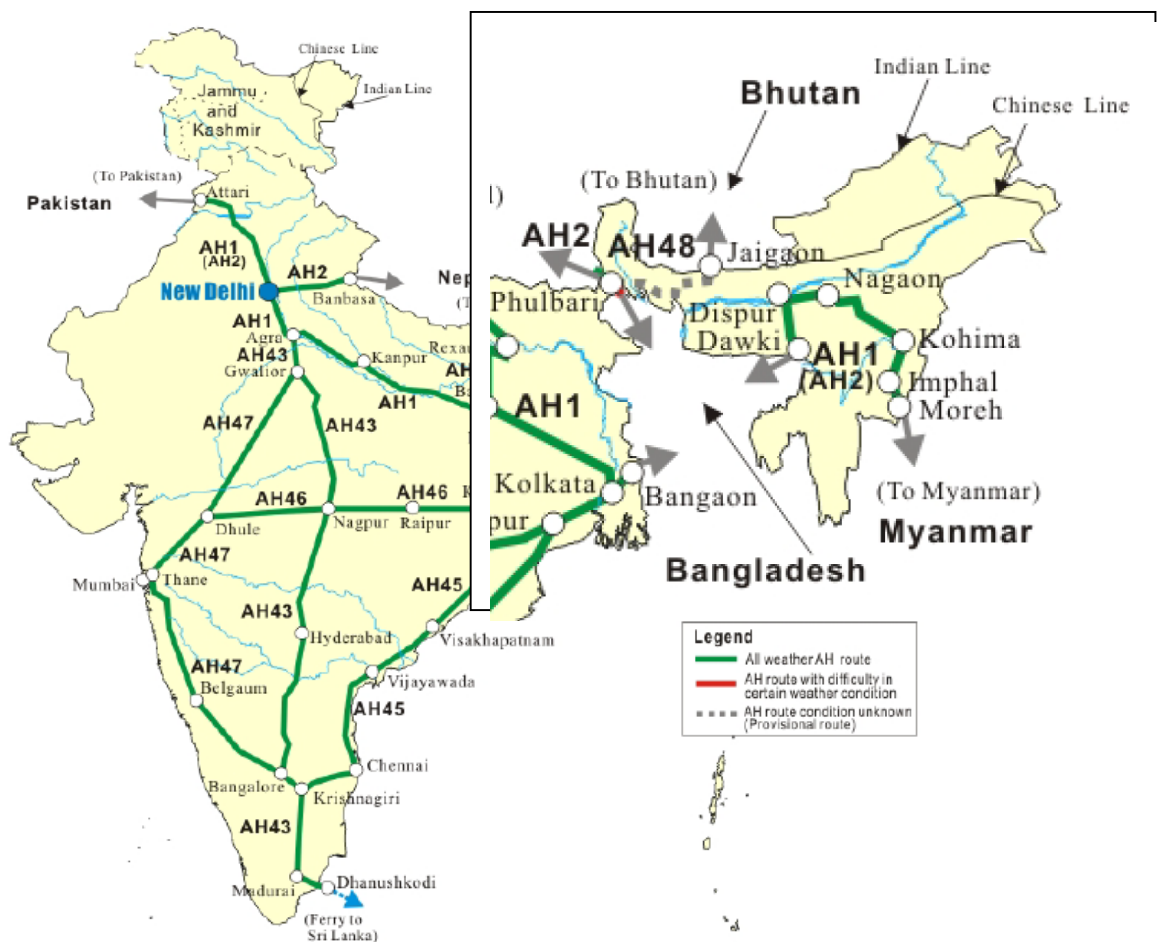 Chinese Line
Indian Line
Jammu
and
Kashmir
(To Pakistan)
Pakistan
Attari
AH1
(AH2)
New Delhi
AH2
Banbasa
AH1
Agra
AH43
Gwalior
Kanpur
AH1
AH47
AH43
AH46
AH46
Dhule
Nagpur
Raipur
AH47
Mumbai
Thane
AH45
AH43
Hyderabad
Visakhapatnam
AH47
Belgaum
Vijayawada
AH45
Bangalore
Chennai
Krishnagiri
AH43
Madurai
Dhanushkodi
(Ferry to
Sri Lanka)
Indian Line
Bhutan
Chinese Line
(To Bhutan)
AH2
AH48
Jaigaon
Phulbari
Nagaon
Dispur
Dawki
Kohima
AH1
(AH2)
Imphal
Moreh
AH1
Kolkata
Bangaon
(To Myanmar)
Myanmar
Bangladesh
Legend
All weather AH route
AH route with difficulty in
certain weather condition
AH route condition unknown
(Provisional route)